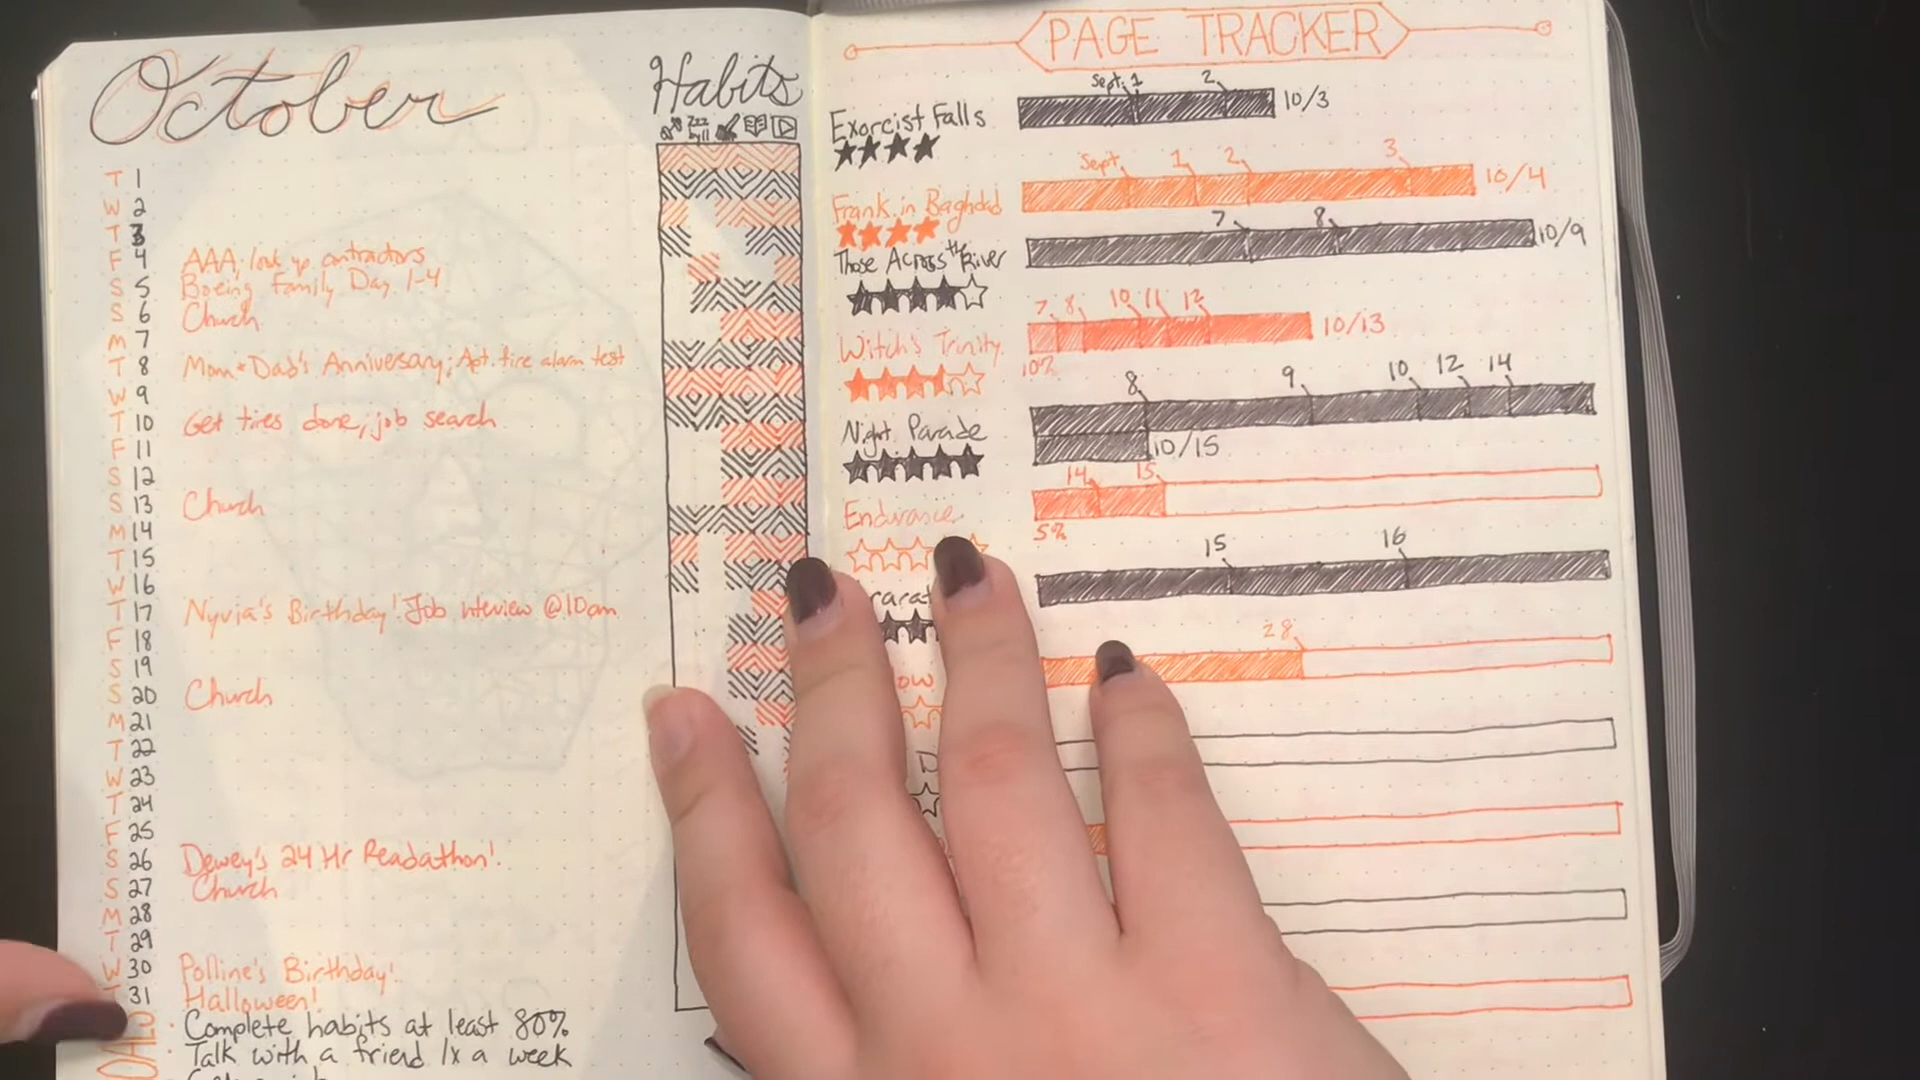 October
Habits
T 1
W 2
T 3
F 4 AAA, look up contractors
S 5 Boeing Family Day 1-4
S 6 Church
M 7
T 8 Mom + Dad's Anniversary; Apt. fire alarm test
W 9
T 10 Get tires done, job search
F 11
S 12
S 13 Church
M 14
T 15
W 16
T 17 Nyvia's Birthday! Job interview @10am
F 18
S 19
S 20 Church
M 21
T 22
W 23
T 24
F 25
S 26 Dewey's 24 Hr Readathon!
S 27 Church
M 28
T 29
W 30 Polline's Birthday!
T 31 Halloween!
Complete habits at least 80%
Talk with a friend 1x a week
PAGE TRACKER
Sept. 1 2
Exorcist Falls 10/3
Sept. 1 2 3
Frank. in Baghdad 10/4
7 8
Those Across the River 10/9
7 8 10 11 12
Witch's Trinity 10/13
10%
8 9 10 12 14
Night Parade
10/15
14 15
Endurance
5%
15 16
28